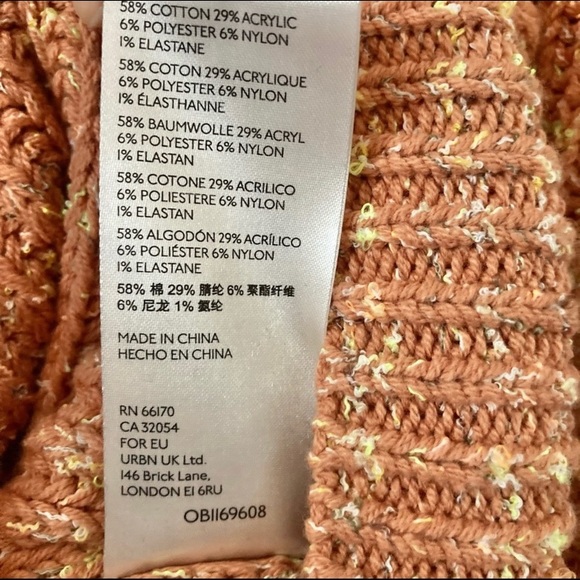 58% COTTON 29% ACRYLIC
6% POLYESTER 6% NYLON
1% ELASTANE
58% COTON 29% ACRYLIQUE
6% POLYESTER 6% NYLON
1% ÉLASTHANNE
58% BAUMWOLLE 29% ACRYL
6% POLYESTER 6% NYLON
1% ELASTAN
58% COTONE 29% ACRILICO
6% POLIESTERE 6% NYLON
1% ELASTAN
58% ALGODÓN 29% ACRÍLICO
6% POLIÉSTER 6% NYLON
1% ELASTANE
58% 棉 29% 腈纶 6% 聚酯纤维
6% 尼龙 1% 氨纶
MADE IN CHINA
HECHO EN CHINA
RN 66170
CA 32054
FOR EU
URBN UK Ltd.
146 Brick Lane,
LONDON E1 6RU
OB1169608